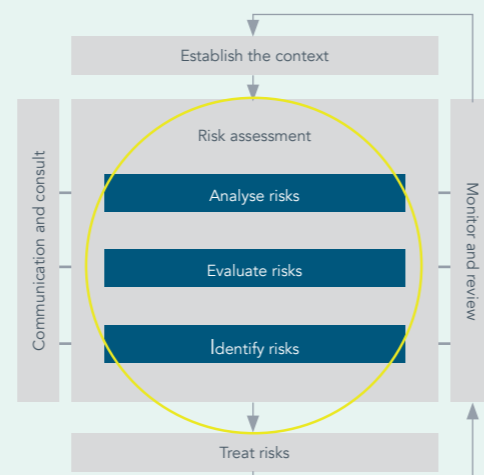 Establish the context
Risk assessment
Communication and consult
Analyse risks
Evaluate risks
Identify risks
Monitor and review
Treat risks